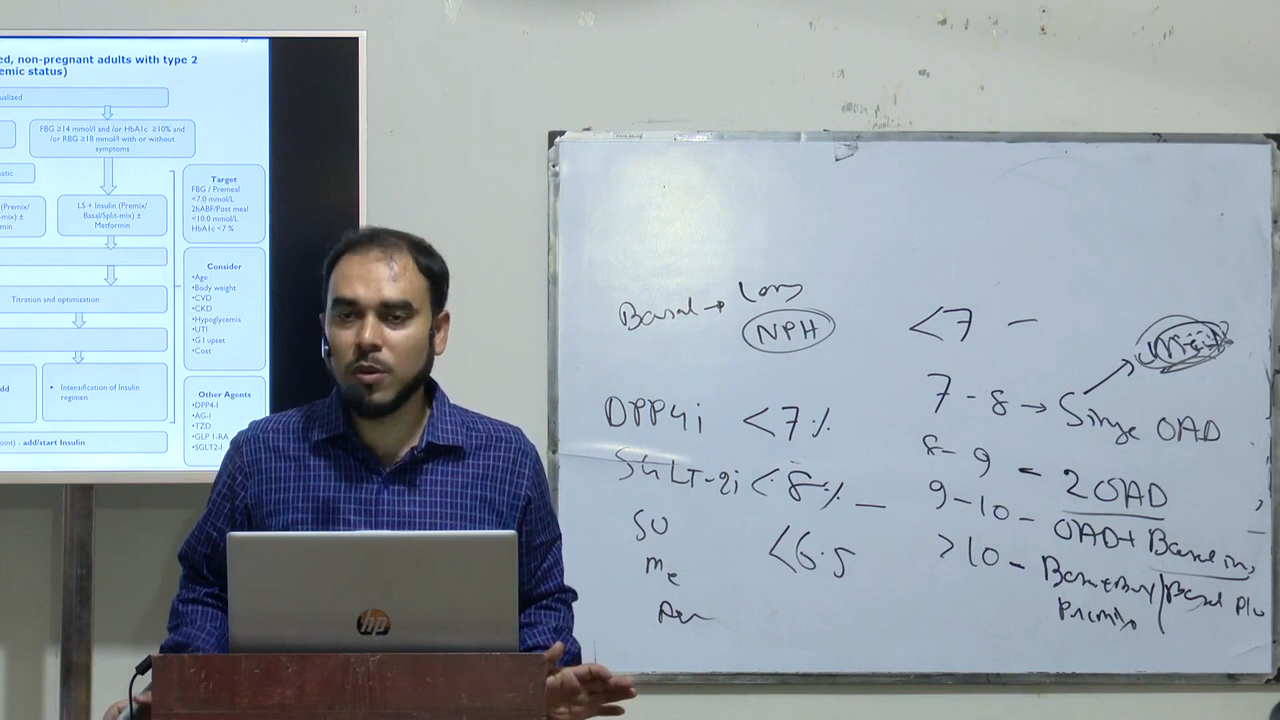 ed, non-pregnant adults with type 2
emic status)
ualized
FBG ≥14 mmol/l and /or HbA1c ≥10% and
/or RBG ≥18 mmol/l with or without
symptoms
atic
(Premix/
-mix) ±
min
LS + Insulin (Premix/
Basal/Split-mix) ±
Metformin
Titration and optimization
dd
• Intensification of Insulin
regimen
oint) - add/start Insulin
Target
FBG / Premeal
<7.0 mmol/L
2hABF/Post meal
<10.0 mmol/L
HbA1c <7 %
Consider
•Age
•Body weight
•CVD
•CKD
•Hypoglycemia
•UTI
•G.I upset
•Cost
Other Agents
•DPP4-I
•AG-I
•TZD
•GLP 1-RA
•SGLT2-I
hp
Basal → Long
NPH
DPP4i <7%
SGLT-2i <8% –
SU
<6.5
<7 –
7-8 → Single OAD
8-9 = 2 OAD
9-10 - OAD+ Basal in,
>10 -
Basal Plu